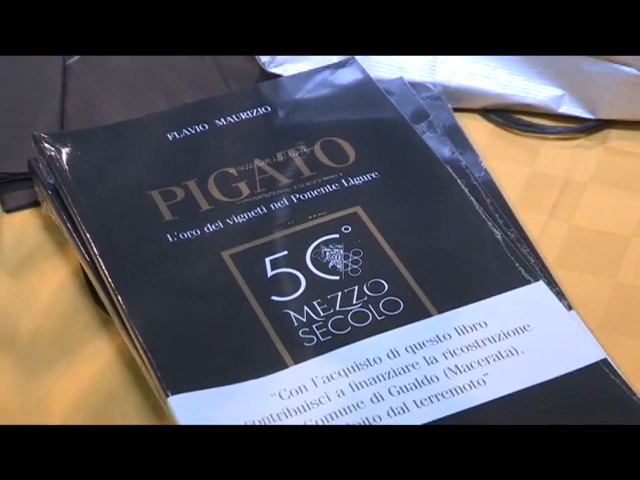 FLAVIO MAURIZIO
PIGATO
L'oro dei vigneti nel Ponente Ligure
50°
MEZZO
SECOLO
"Con l'acquisto di questo libro
contribuisci a finanziare la ricostruzione
Comune di Gualdo (Macerata),
dal terremoto"